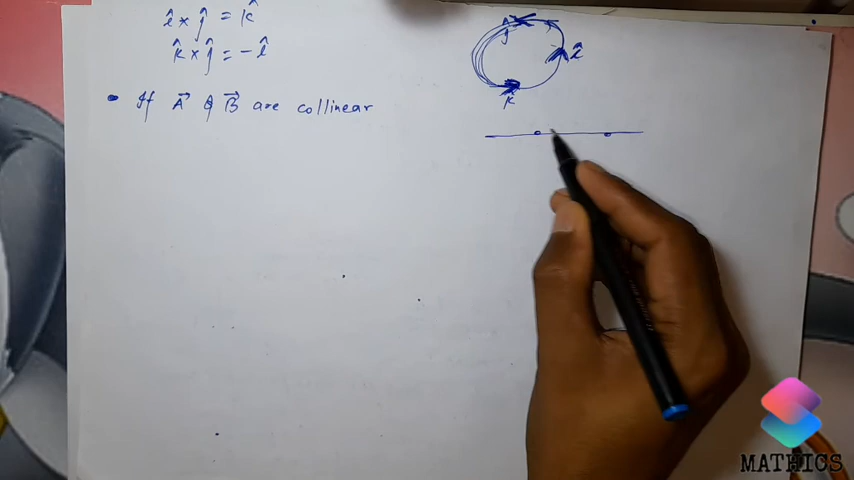 î × ĵ = k̂
k̂ × ĵ = -î
• If A⃗ & B⃗ are collinear
ĵ
î
k̂
MATHICS